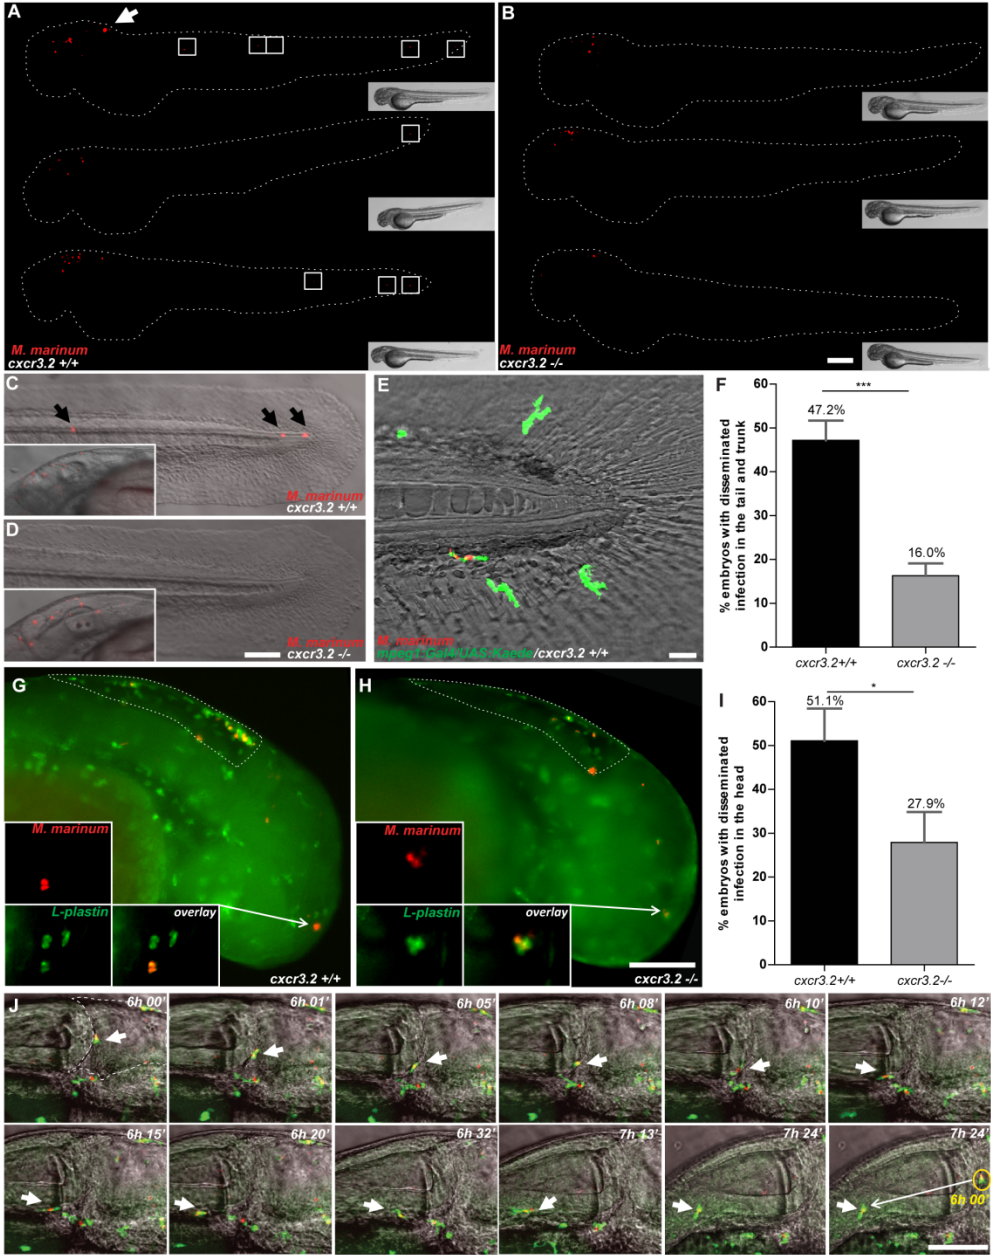 A
M. marinum
cxcr3.2 +/+
B
M. marinum
cxcr3.2 -/-
C
M. marinum
cxcr3.2 +/+
D
M. marinum
cxcr3.2 -/-
E
M. marinum
mpeg1:Gal4/UAS:Kaede/cxcr3.2 +/+
F
% embryos with disseminated
infection in the tail and trunk
60
50
40
30
20
10
0
47.2%
***
16.0%
cxcr3.2+/+
cxcr3.2 -/-
G
M. marinum
L-plastin
overlay
cxcr3.2 +/+
H
M. marinum
L-plastin
overlay
cxcr3.2 -/-
I
% embryos with disseminated
infection in the head
60
50
40
30
20
10
0
51.1%
*
27.9%
cxcr3.2+/+
cxcr3.2-/-
J
6h 00'
6h 01'
6h 05'
6h 08'
6h 10'
6h 12'
6h 15'
6h 20'
6h 32'
7h 13'
7h 24'
7h 24'
6h 00'